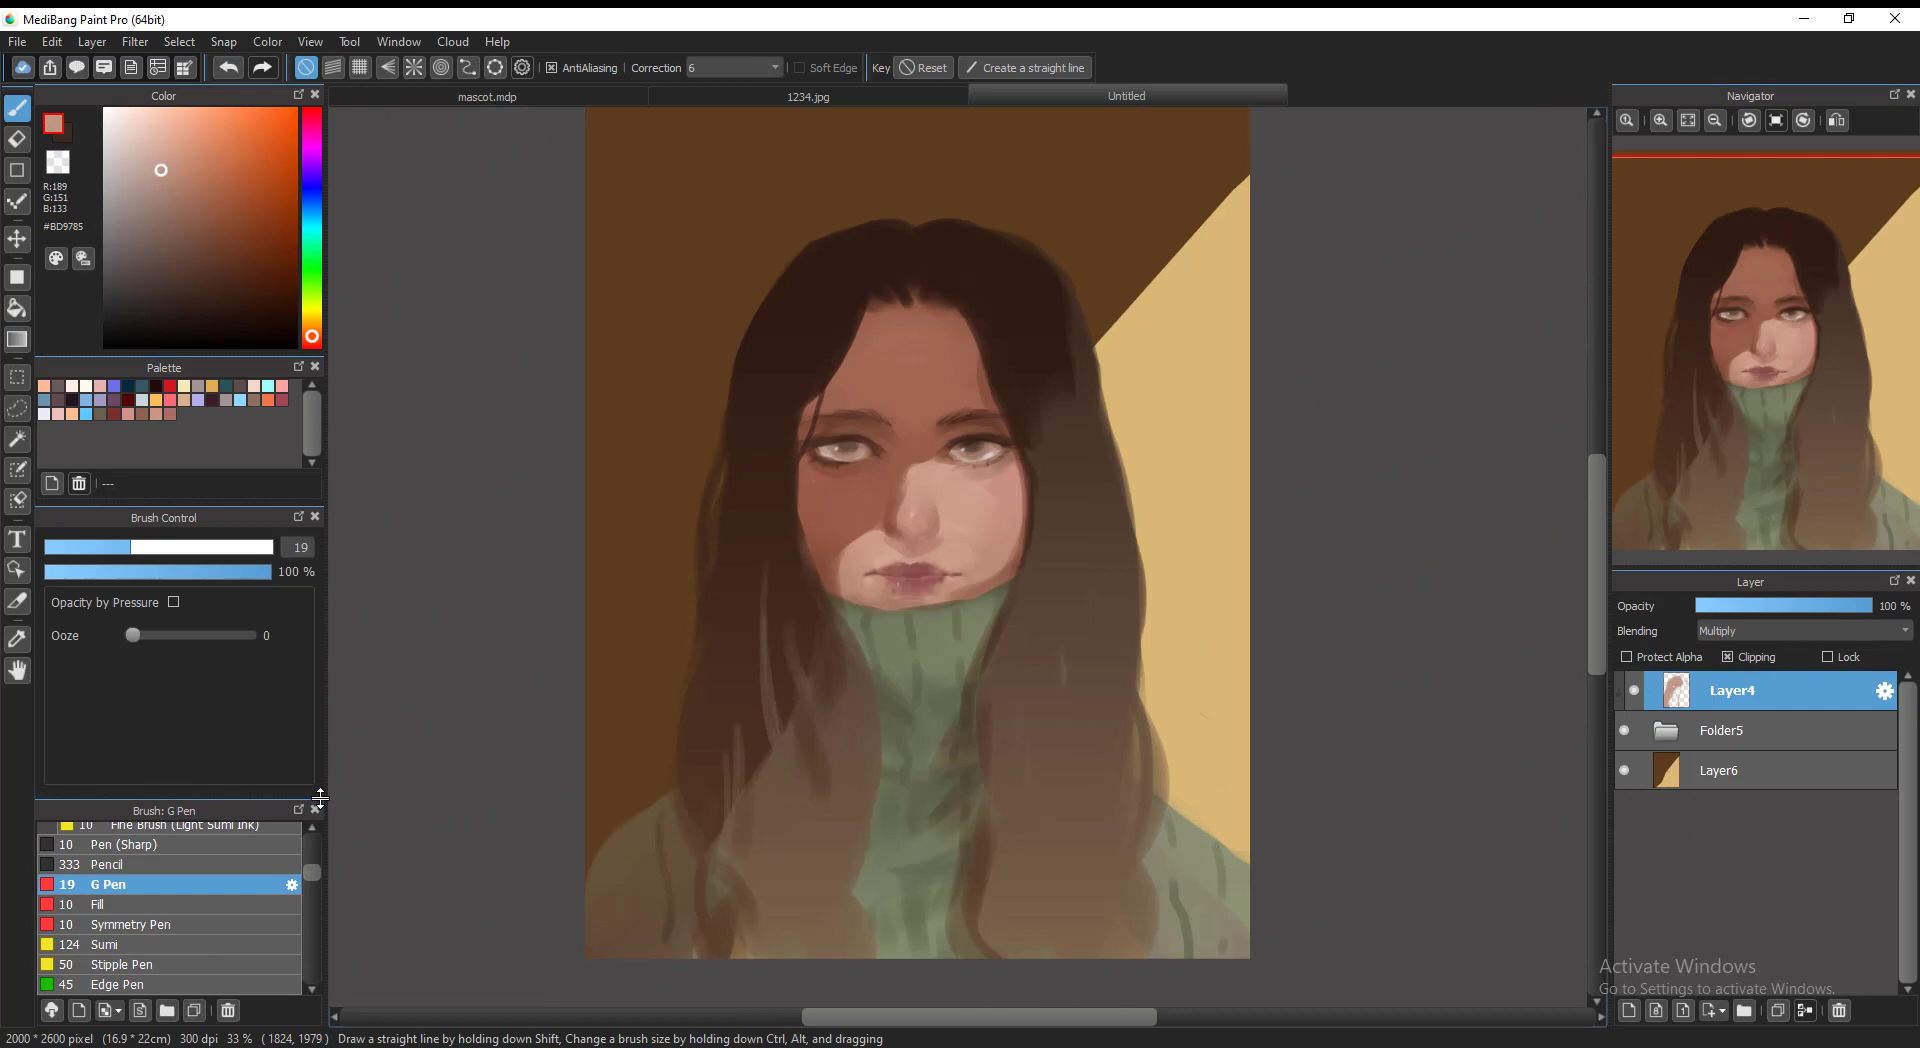 MediBang Paint Pro (64bit)
File Edit Layer Filter Select Snap Color View Tool Window Cloud Help
AntiAliasing Correction 6 Soft Edge Key Reset Create a straight line
Color
mascot.mdp 1234.jpg Untitled
Navigator
R:189
G:151
B:133
#BD9785
Palette
---
Brush Control
19
100 %
Opacity by Pressure
Ooze 0
Brush: G Pen
10 Fine Brush (Light Sumi Ink)
10 Pen (Sharp)
333 Pencil
19 G Pen
10 Fill
10 Symmetry Pen
124 Sumi
50 Stipple Pen
45 Edge Pen
Layer
Opacity 100 %
Blending Multiply
Protect Alpha Clipping Lock
Layer4
Folder5
Layer6
Activate Windows
Go to Settings to activate Windows.
2000 * 2600 pixel (16.9 * 22cm) 300 dpi 33 % ( 1824, 1979 ) Draw a straight line by holding down Shift, Change a brush size by holding down Ctrl, Alt, and dragging